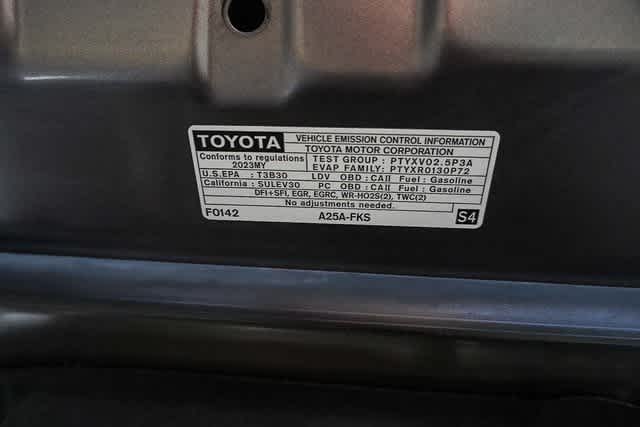 TOYOTA VEHICLE EMISSION CONTROL INFORMATION
TOYOTA MOTOR CORPORATION
Conforms to regulations TEST GROUP : PTYXV02.5P3A
2023MY EVAP FAMILY: PTYXR0130P72
U.S.EPA : T3B30 LDV OBD : CAII Fuel : Gasoline
California : SULEV30 PC OBD : CAII Fuel : Gasoline
DFI+SFI, EGR, EGRC, WR-HO2S(2), TWC(2)
No adjustments needed.
F0142 A25A-FKS S4